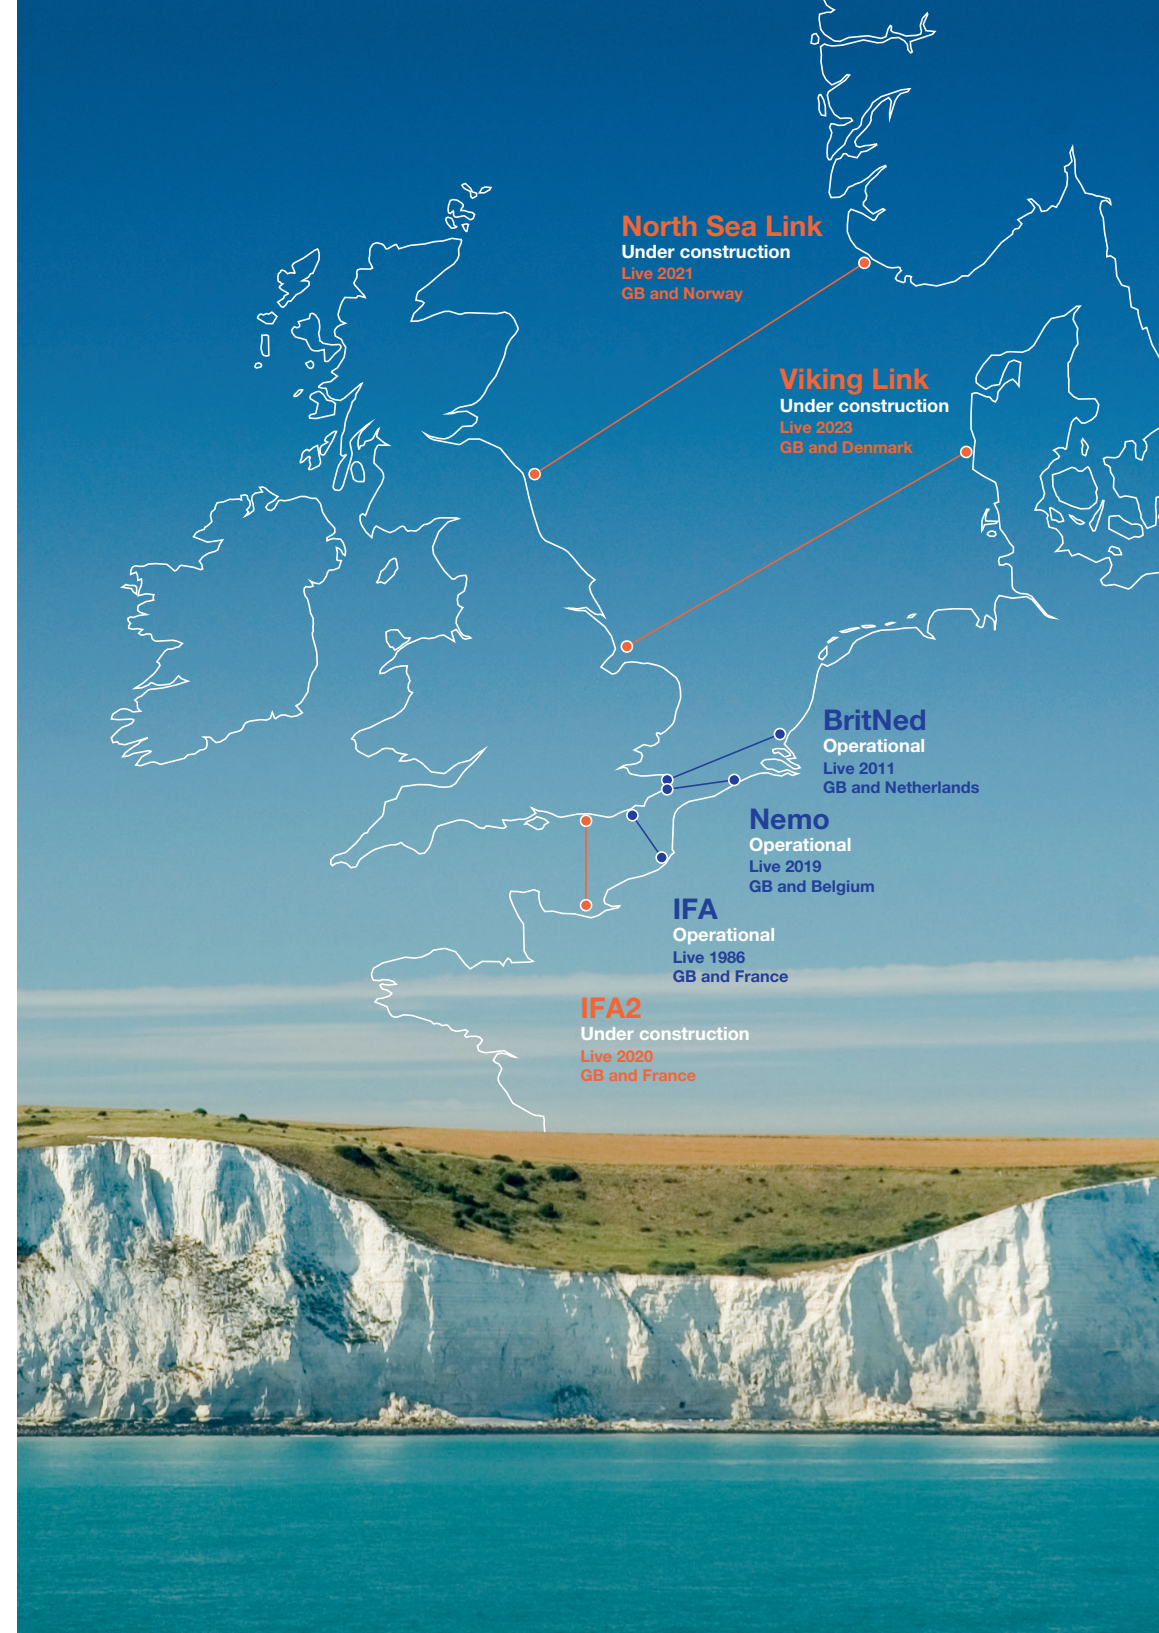 North Sea Link
Under construction
Live 2021
GB and Norway
Viking Link
Under construction
Live 2023
GB and Denmark
BritNed
Operational
Live 2011
GB and Netherlands
Nemo
Operational
Live 2019
GB and Belgium
IFA
Operational
Live 1986
GB and France
IFA2
Under construction
Live 2020
GB and France